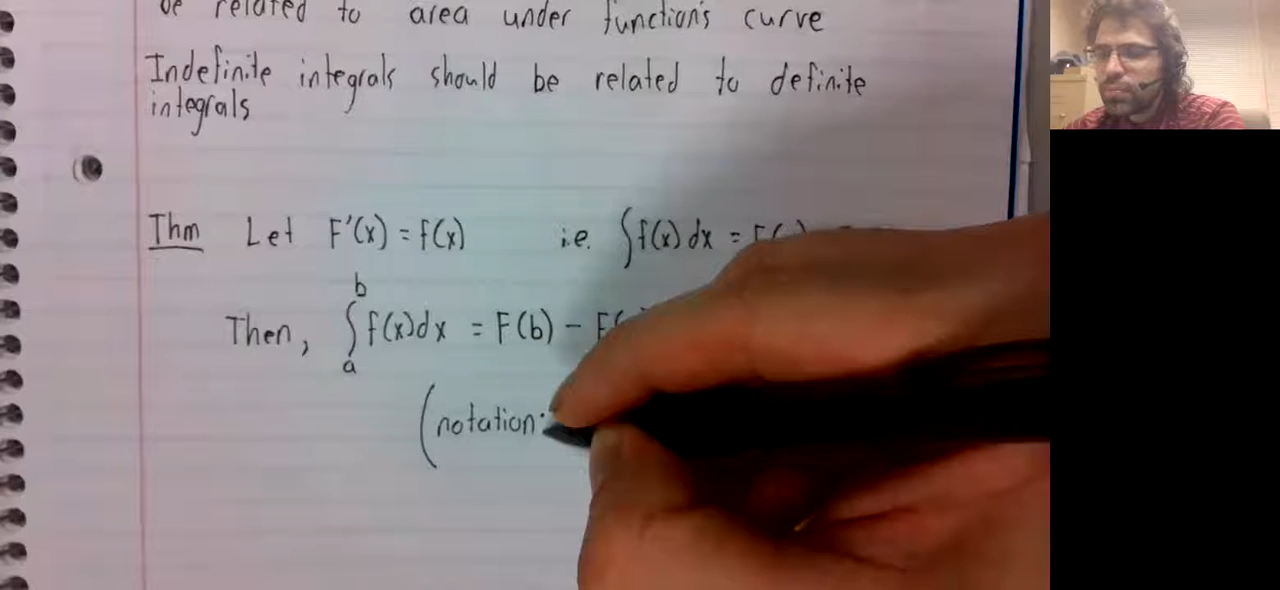 be related to area under function's curve
Indefinite integrals should be related to definite
integrals
Thm Let F'(x) = f(x) i.e. ∫f(x)dx =
Then, ∫_a^b f(x)dx = F(b) -
(notation: